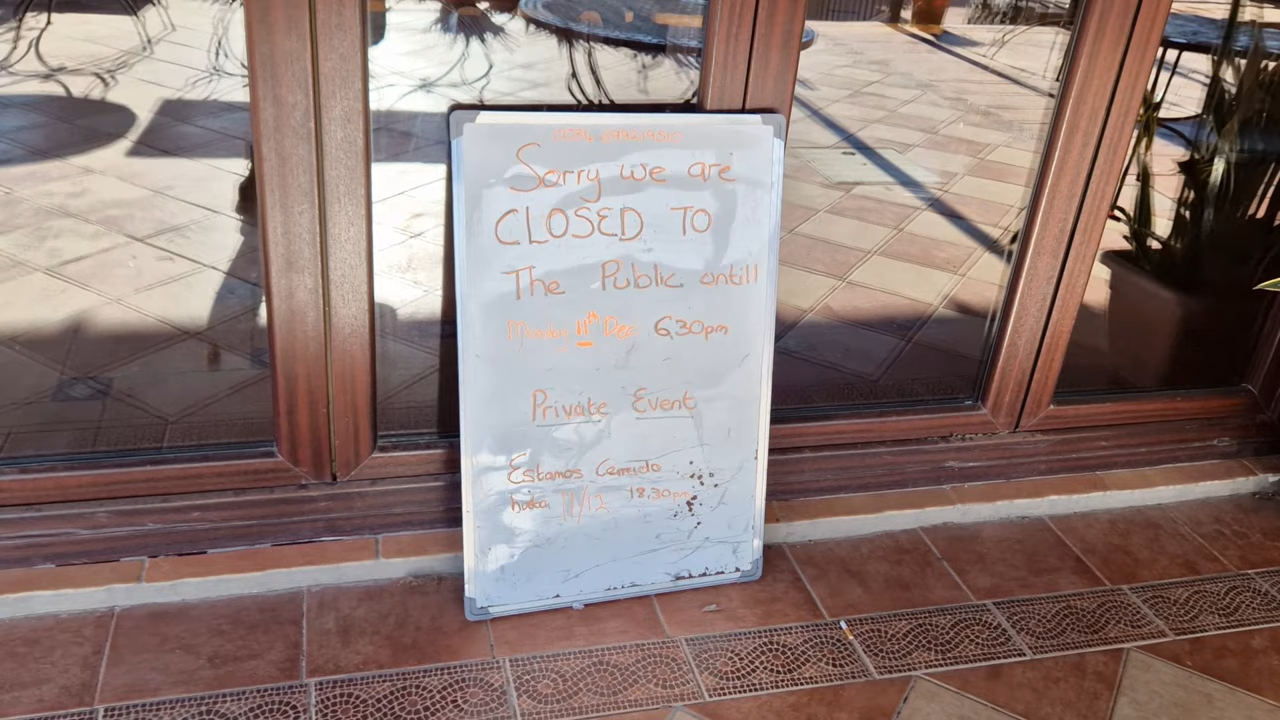 Sorry we are
CLOSED TO
The Public untill
Monday 11th Dec 6.30pm
Private Event
Estamos Cerrado
hasta 11/12 18.30pm